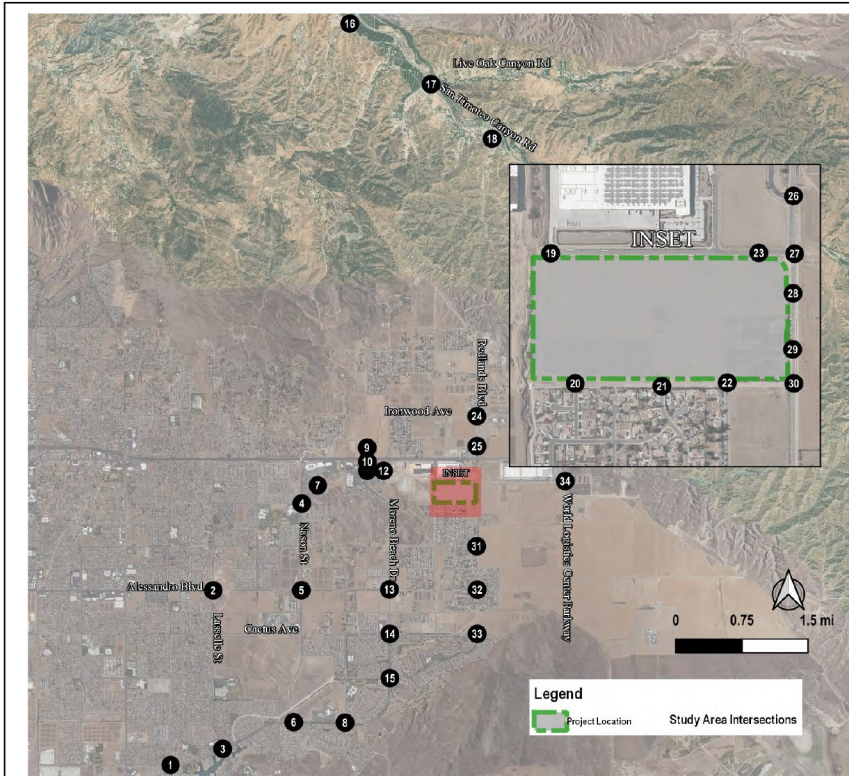 16
Live Oak Canyon Rd
17
San Timoteo Canyon Rd
18
26
INSET
19
23
27
28
29
20
21
22
30
Redlands Blvd
Ironwood Ave
24
9
25
10
12
INSET
34
7
4
Moreno Beach Dr
Nason St
World Logistics Center Parkway
31
Alessandro Blvd
2
5
13
32
0 0.75 1.5 mi
Lasselle St
Cactus Ave
14
33
15
Legend
Project Location
Study Area Intersections
6
8
3
1